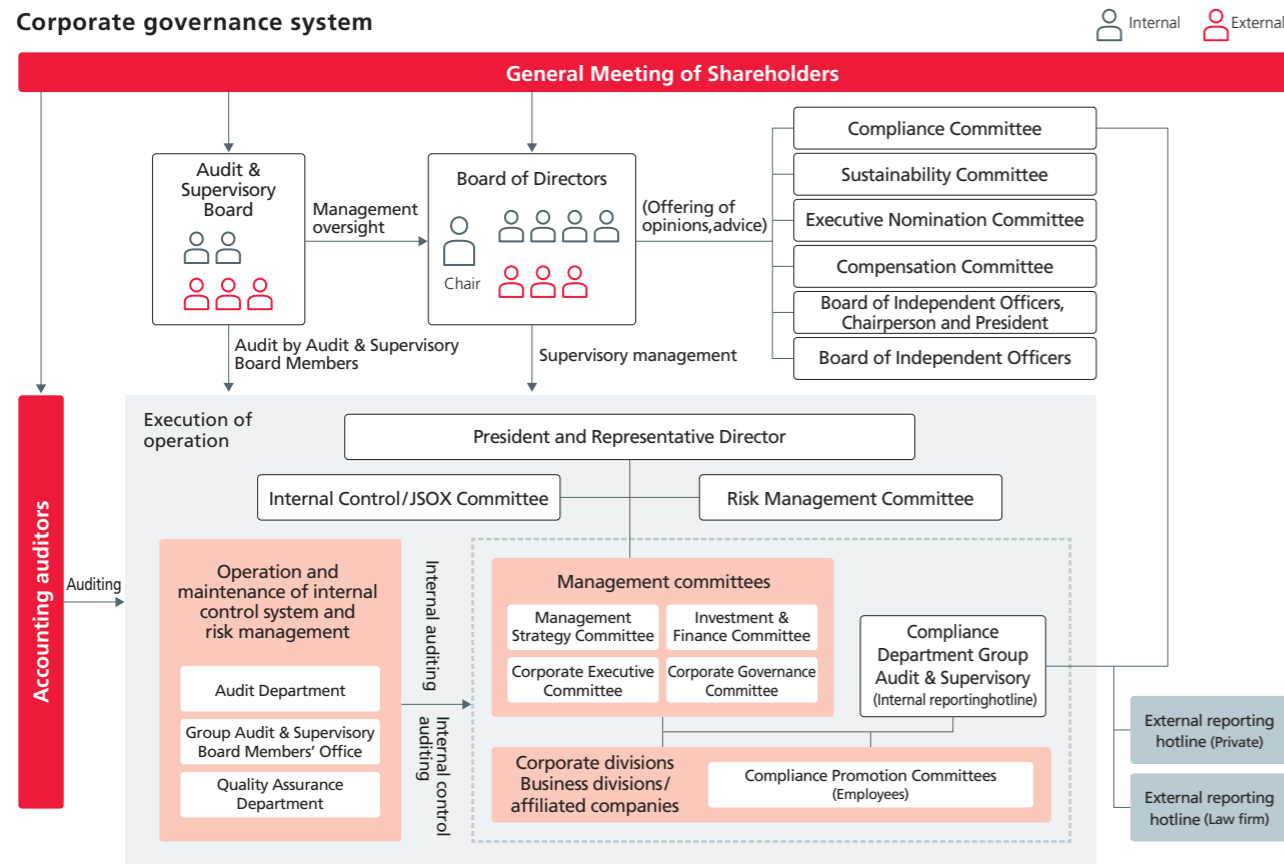 Corporate governance system
Internal
External
General Meeting of Shareholders
Audit &
Supervisory
Board
Management
oversight
Board of Directors
Chair
(Offering of
opinions,advice)
Compliance Committee
Sustainability Committee
Executive Nomination Committee
Compensation Committee
Board of Independent Officers,
Chairperson and President
Board of Independent Officers
Audit by Audit & Supervisory
Board Members
Supervisory management
Accounting auditors
Auditing
Execution of
operation
President and Representative Director
Internal Control/JSOX Committee
Risk Management Committee
Operation and
maintenance of internal
control system and
risk management
Audit Department
Group Audit & Supervisory
Board Members' Office
Quality Assurance
Department
Internal auditing
Internal control
auditing
Management committees
Management
Strategy Committee
Investment &
Finance Committee
Corporate Executive
Committee
Corporate Governance
Committee
Compliance
Department Group
Audit & Supervisory
(Internal reportinghotline)
Corporate divisions
Business divisions/
affiliated companies
Compliance Promotion Committees
(Employees)
External reporting
hotline (Private)
External reporting
hotline (Law firm)